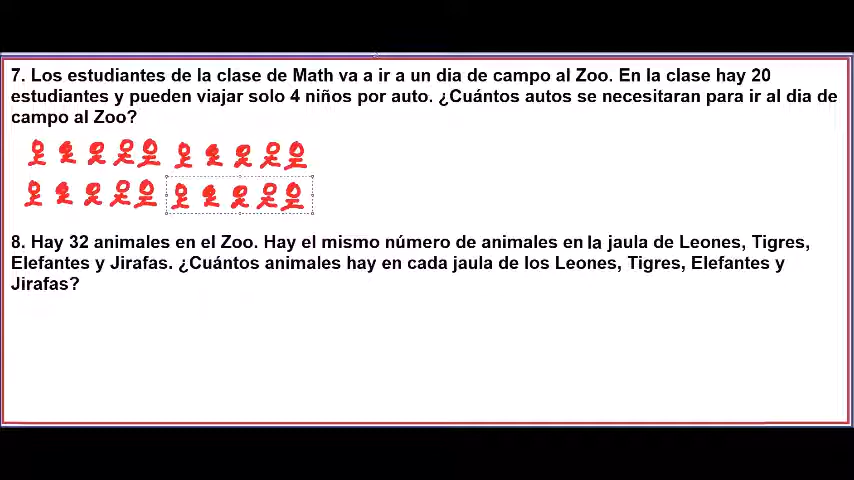 7. Los estudiantes de la clase de Math va a ir a un dia de campo al Zoo. En la clase hay 20
estudiantes y pueden viajar solo 4 niños por auto. ¿Cuántos autos se necesitaran para ir al dia de
campo al Zoo?
8. Hay 32 animales en el Zoo. Hay el mismo número de animales en la jaula de Leones, Tigres,
Elefantes y Jirafas. ¿Cuántos animales hay en cada jaula de los Leones, Tigres, Elefantes y
Jirafas?